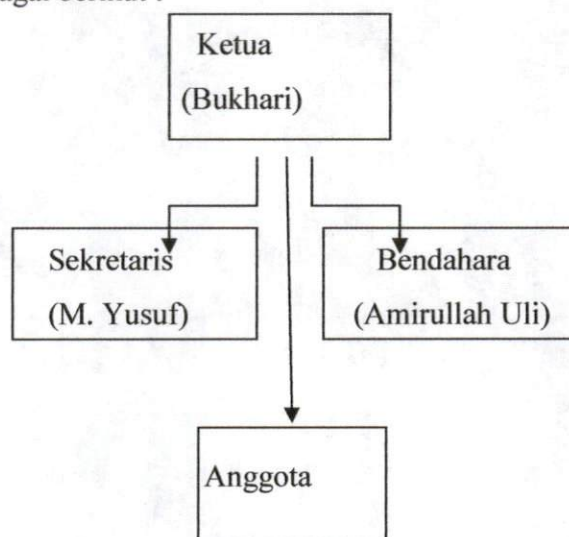 Ketua
(Bukhari)
Sekretaris
(M. Yusuf)
Bendahara
(Amirullah Uli)
Anggota